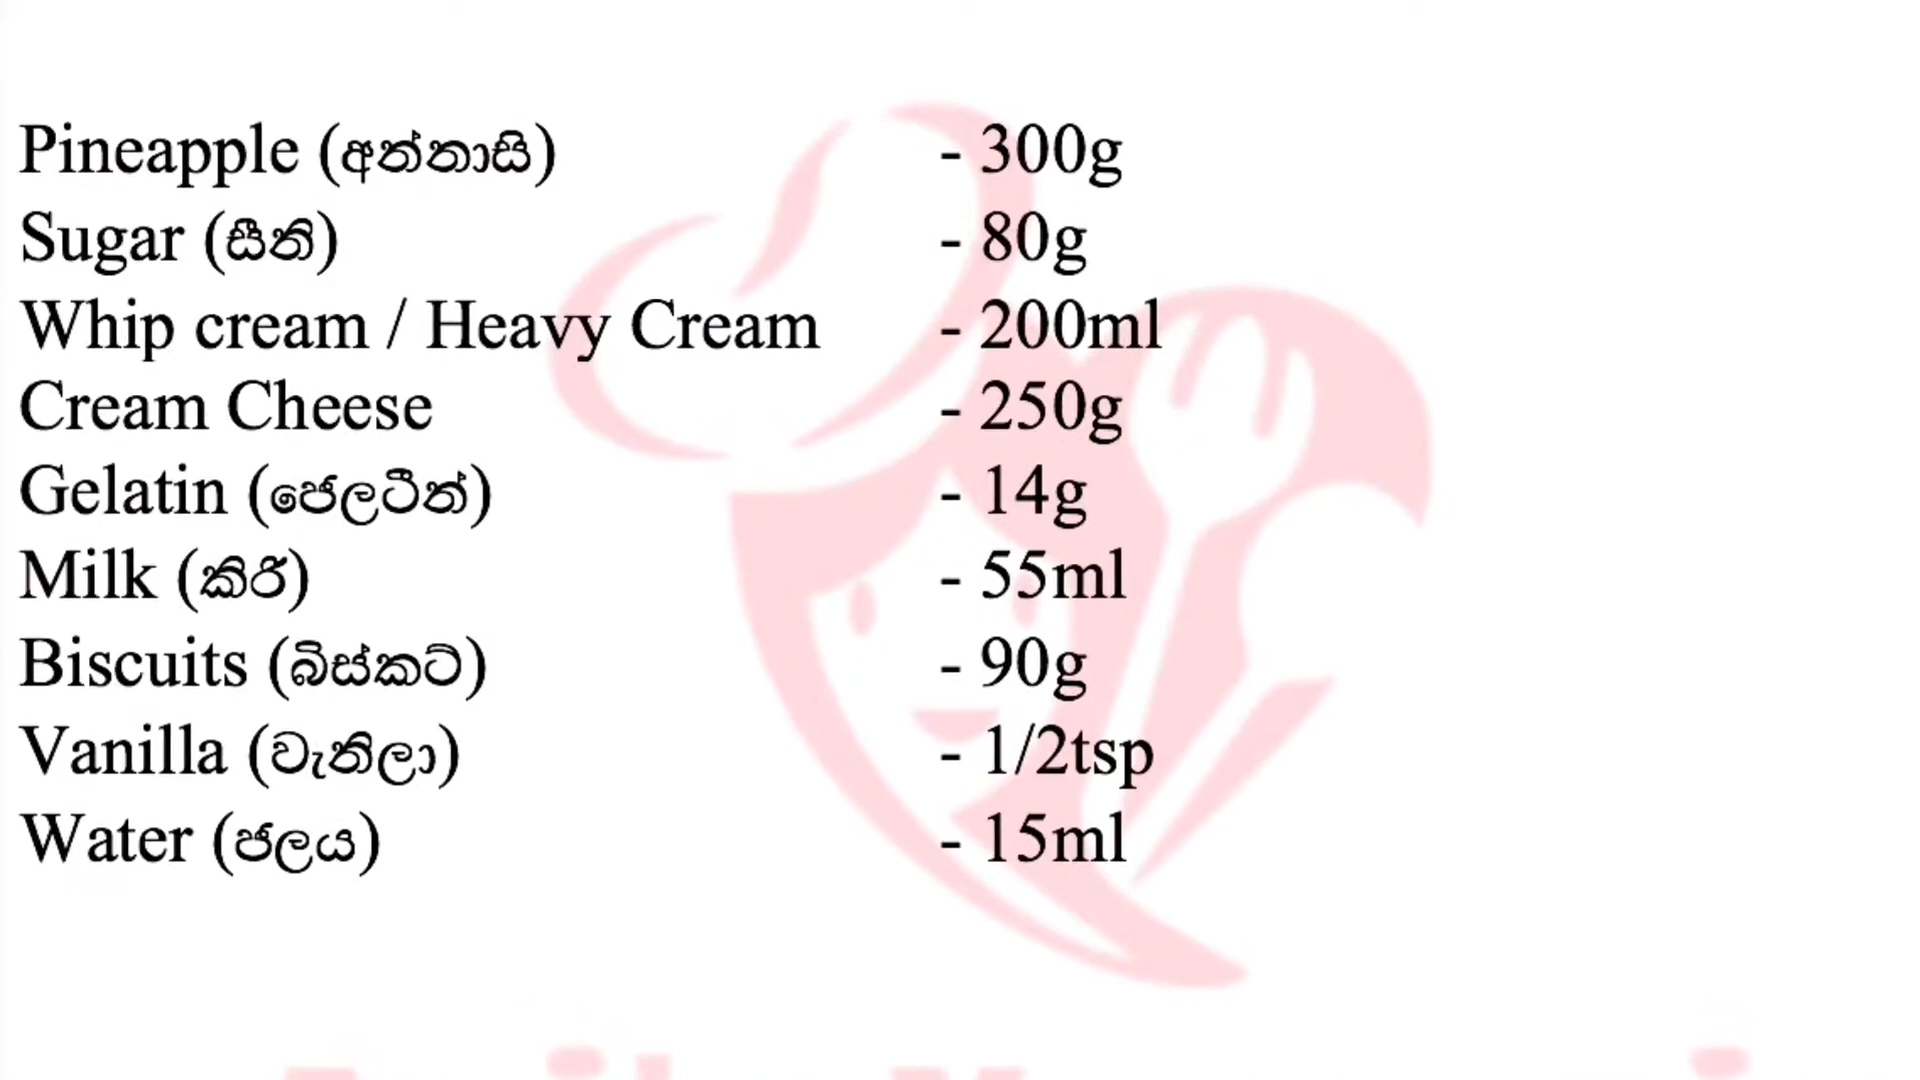 Pineapple (අන්නාසි) - 300g
Sugar (සීනි) - 80g
Whip cream / Heavy Cream - 200ml
Cream Cheese - 250g
Gelatin (ජෙලටීන්) - 14g
Milk (කිරි) - 55ml
Biscuits (බිස්කට්) - 90g
Vanilla (වැනිලා) - 1/2tsp
Water (ජලය) - 15ml